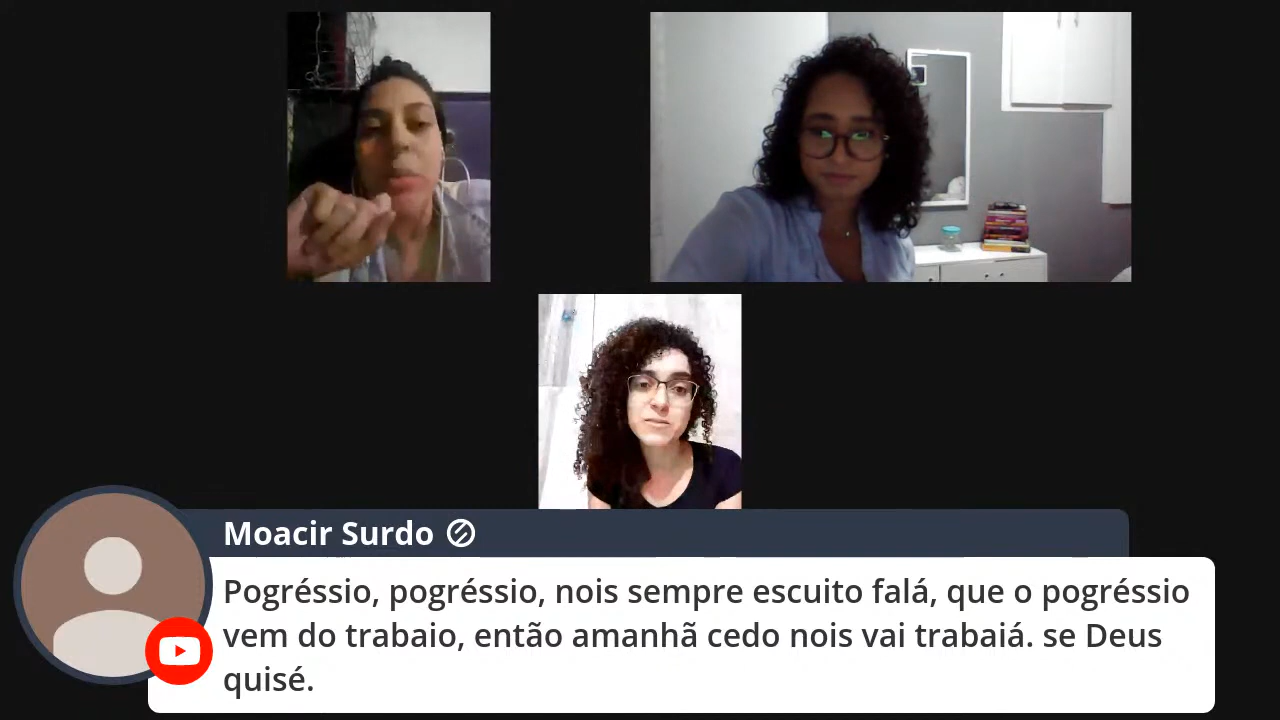 Moacir Surdo
Pogréssio, pogréssio, nois sempre escuito falá, que o pogréssio
vem do trabaio, então amanhã cedo nois vai trabaiá. se Deus
quisé.